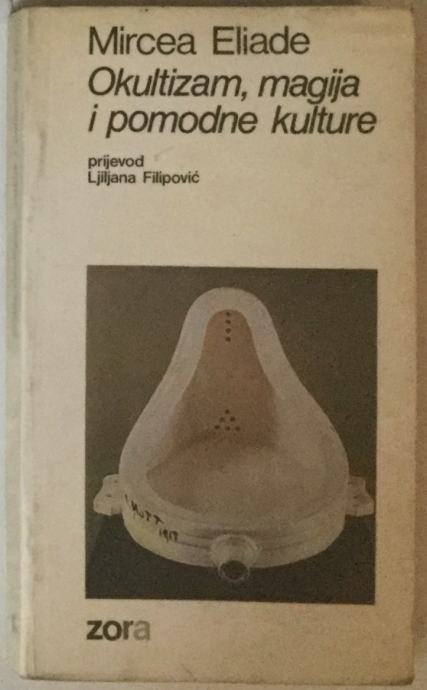 Mircea Eliade
Okultizam, magija
i pomodne kulture
prijevod
Ljiljana Filipović
MUTT
1917
zora